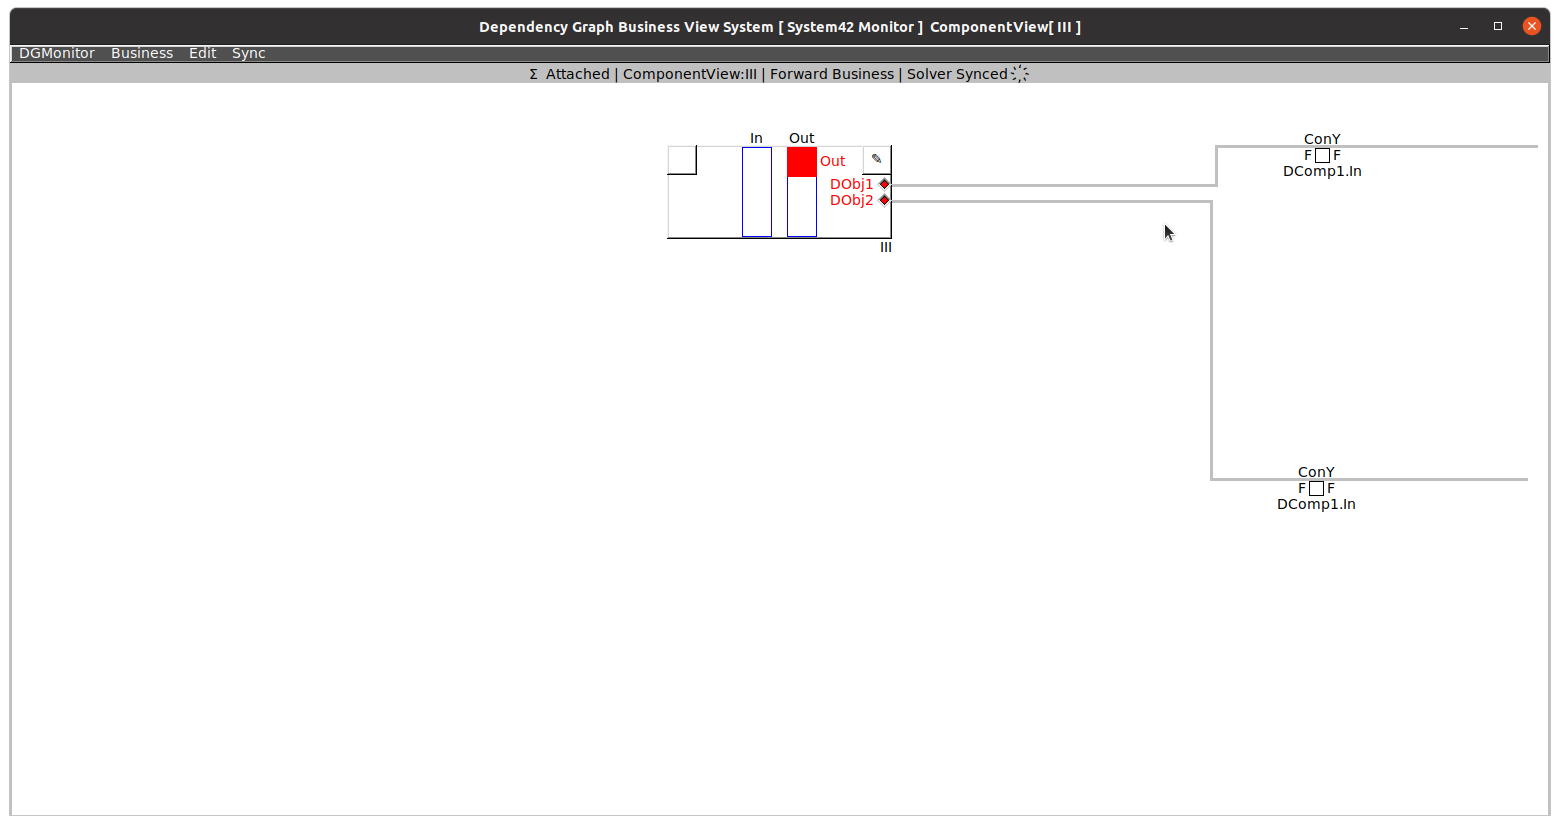 Dependency Graph Business View System [ System42 Monitor ] ComponentView[ III ]
DGMonitor Business Edit Sync
Σ Attached | ComponentView:III | Forward Business | Solver Synced
In Out
Out ✎
DObj1
DObj2
III
ConY
F F
DComp1.In
ConY
F F
DComp1.In